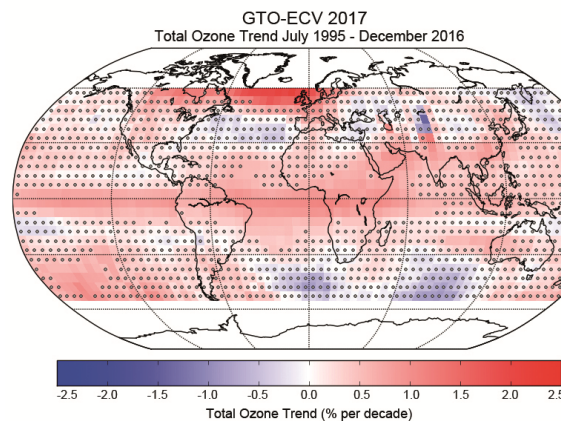 GTO-ECV 2017
Total Ozone Trend July 1995 - December 2016
-2.5 -2.0 -1.5 -1.0 -0.5 0.0 0.5 1.0 1.5 2.0 2.5
Total Ozone Trend (% per decade)